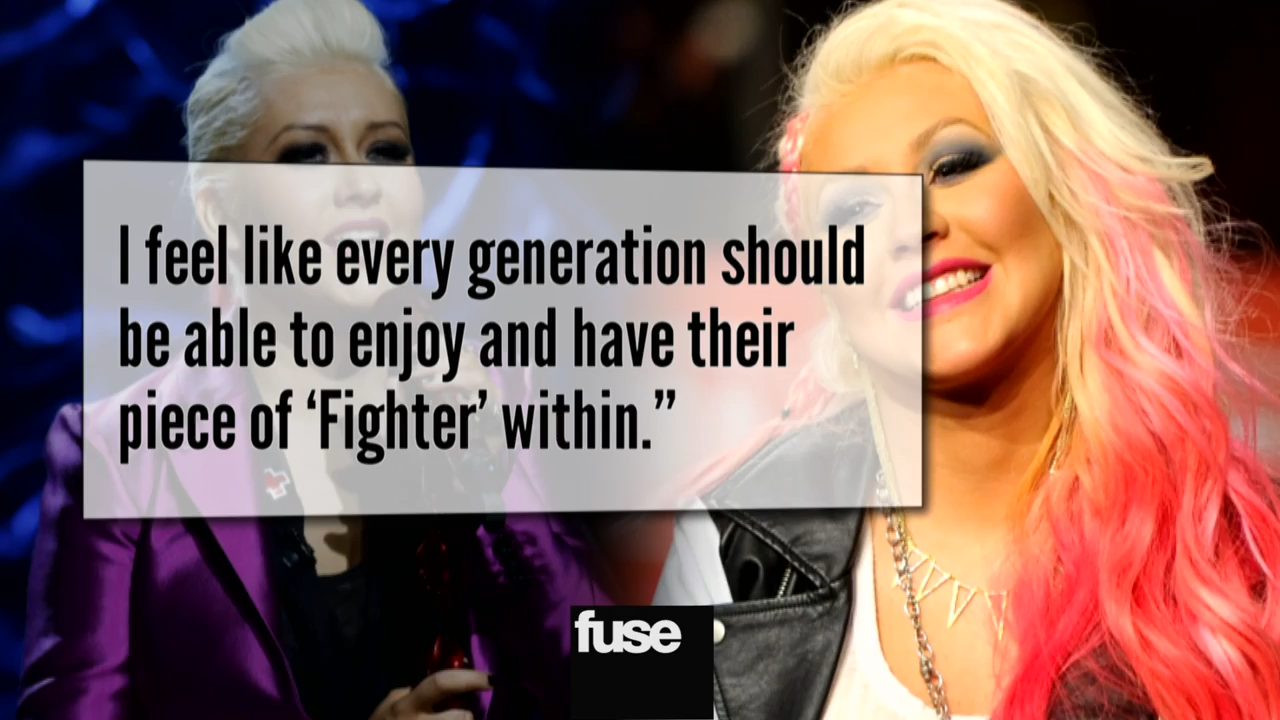 I feel like every generation should
be able to enjoy and have their
piece of ‘Fighter’ within.”
fuse